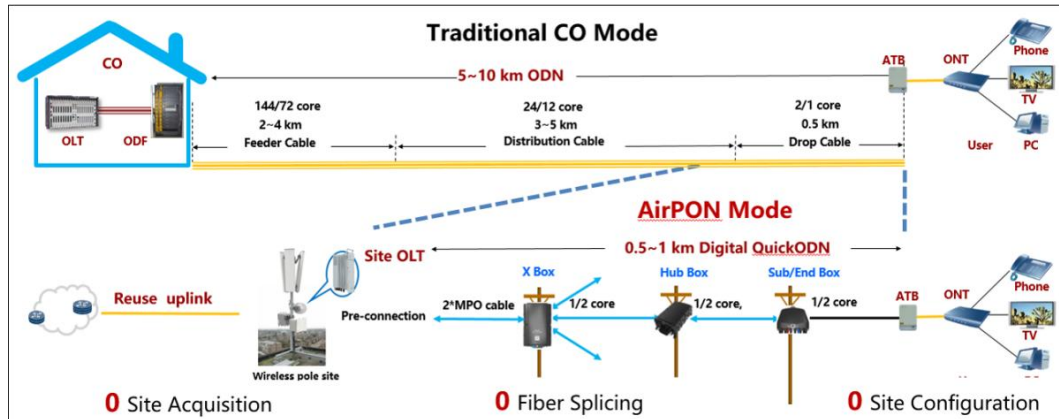 Traditional CO Mode
CO
OLT
ODF
5~10 km ODN
144/72 core
2~4 km
Feeder Cable
24/12 core
3~5 km
Distribution Cable
2/1 core
0.5 km
Drop Cable
ATB
ONT
Phone
TV
User
PC
AirPON Mode
0.5~1 km Digital QuickODN
Site OLT
Reuse uplink
Wireless pole site
Pre-connection
2*MPO cable
X Box
1/2 core
Hub Box
1/2 core,
Sub/End Box
1/2 core
ATB
ONT
Phone
TV
0 Site Acquisition
0 Fiber Splicing
0 Site Configuration